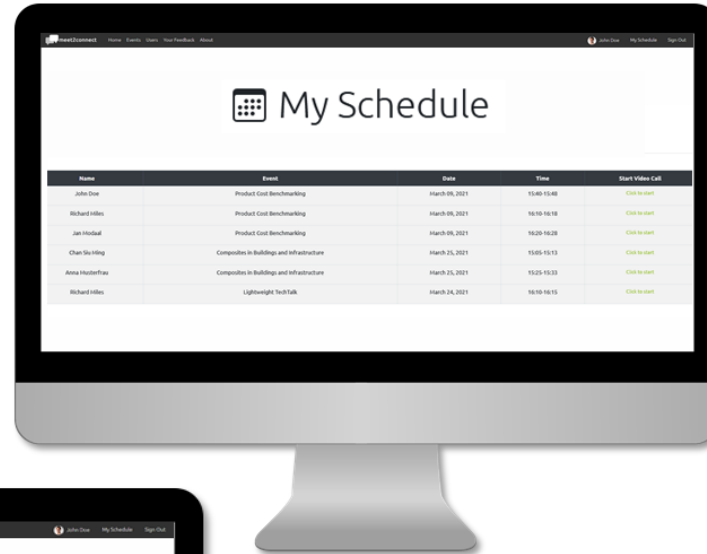 meet2connect Home Events Users Your Feedback About John Doe My Schedule Sign Out
My Schedule
Name Event Date Time Start Video Call
John Doe Product Cost Benchmarking March 09, 2021 15:40-15:48 Click to start
Richard Hiles Product Cost Benchmarking March 09, 2021 16:10-16:18 Click to start
Jan Hodaal Product Cost Benchmarking March 09, 2021 16:20-16:28 Click to start
Chan Siu Ming Composites in Buildings and Infrastructure March 25, 2021 15:05-15:13 Click to start
Anna Musterfrau Composites in Buildings and Infrastructure March 25, 2021 15:25-15:33 Click to start
Richard Hiles Lightweight TechTalk March 24, 2021 16:10-16:15 Click to start
John Doe My Schedule Sign Out